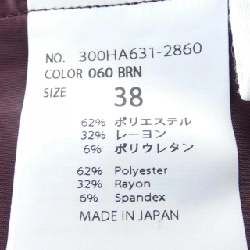 NO. 300HA631-2860
COLOR 060 BRN
SIZE 38
62% ポリエステル
32% レーヨン
6% ポリウレタン
62% Polyester
32% Rayon
6% Spandex
MADE IN JAPAN